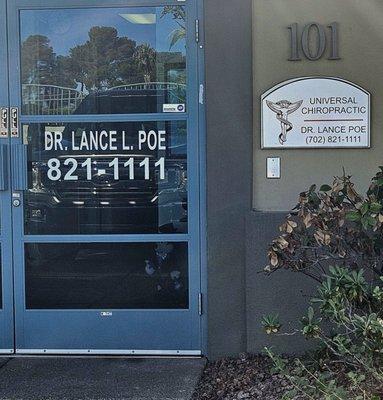 101
UNIVERSAL
CHIROPRACTIC
DR. LANCE POE
(702) 821-1111
DR. LANCE L. POE
821-1111